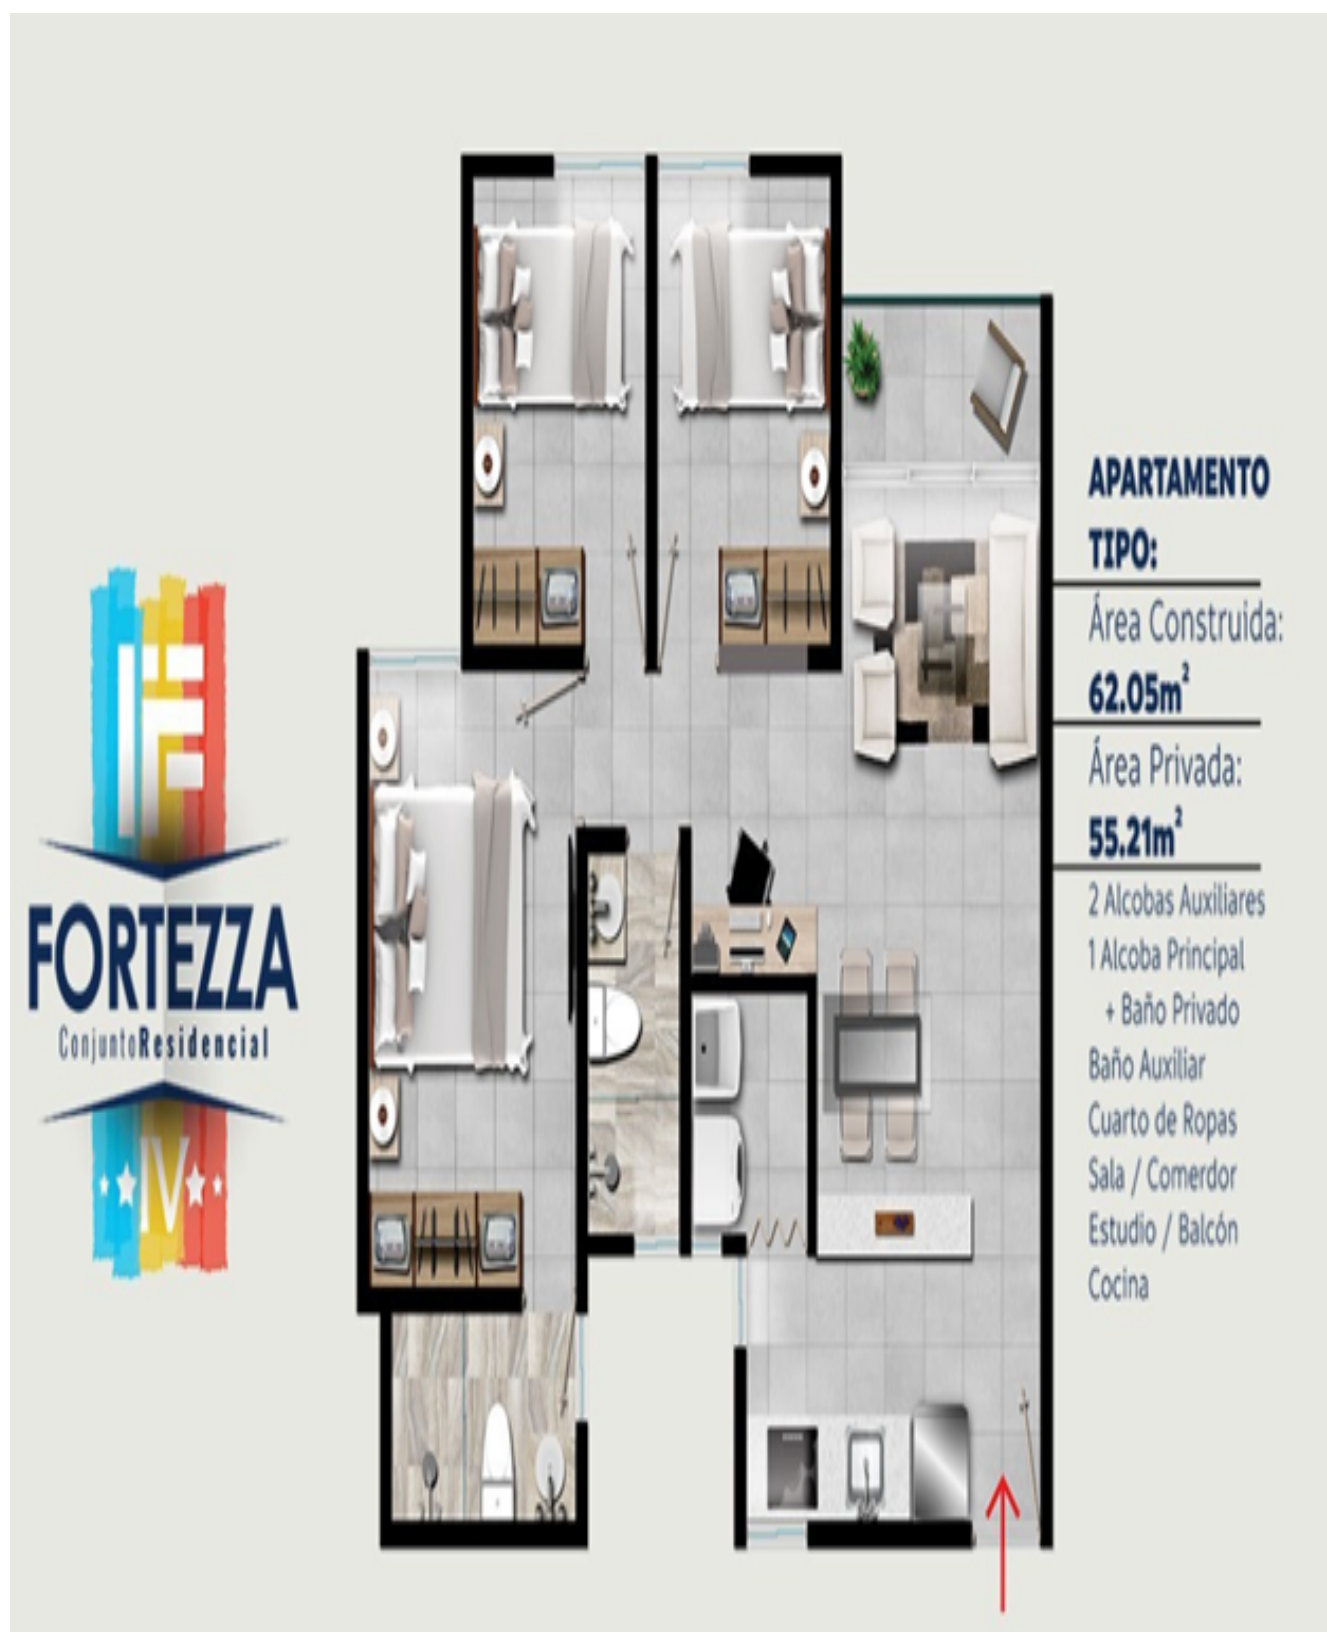 FORTEZZA
ConjuntoResidencial
IV
APARTAMENTO
TIPO:
Área Construida:
62.05m²
Área Privada:
55.21m²
2 Alcobas Auxiliares
1 Alcoba Principal
+ Baño Privado
Baño Auxiliar
Cuarto de Ropas
Sala / Comerdor
Estudio / Balcón
Cocina